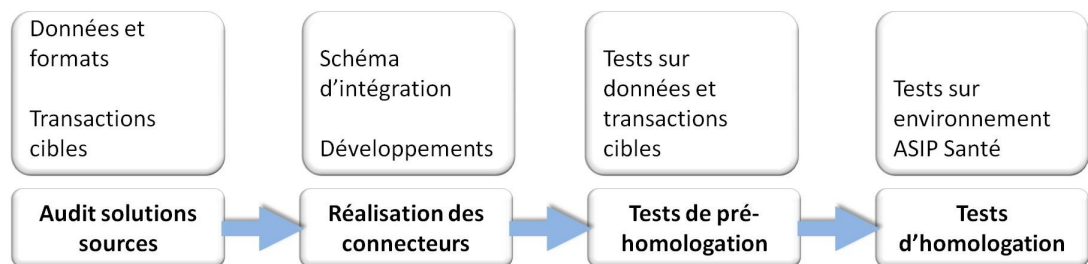 Données et
formats
Transactions
cibles
Schéma
d’intégration
Développements
Tests sur
données et
transactions
cibles
Tests sur
environnement
ASIP Santé
Audit solutions
sources
Réalisation des
connecteurs
Tests de pré-
homologation
Tests
d’homologation